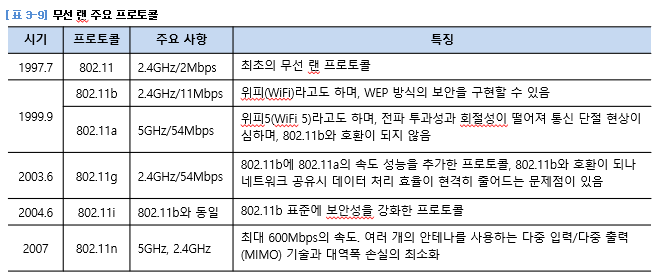 [표 3-9] 무선 랜 주요 프로토콜
시기 프로토콜 주요 사항 특징
1997.7 802.11 2.4GHz/2Mbps 최초의 무선 랜 프로토콜
1999.9 802.11b 2.4GHz/11Mbps 위피(WiFi)라고도 하며, WEP 방식의 보안을 구현할 수 있음
802.11a 5GHz/54Mbps 위피5(WiFi 5)라고도 하며, 전파 투과성과 회절성이 떨어져 통신 단절 현상이
심하며, 802.11b와 호환이 되지 않음
2003.6 802.11g 2.4GHz/54Mbps 802.11b에 802.11a의 속도 성능을 추가한 프로토콜, 802.11b와 호환이 되나
네트워크 공유시 데이터 처리 효율이 현격히 줄어드는 문제점이 있음
2004.6 802.11i 802.11b와 동일 802.11b 표준에 보안성을 강화한 프로토콜
2007 802.11n 5GHz, 2.4GHz 최대 600Mbps의 속도. 여러 개의 안테나를 사용하는 다중 입력/다중 출력
(MIMO) 기술과 대역폭 손실의 최소화